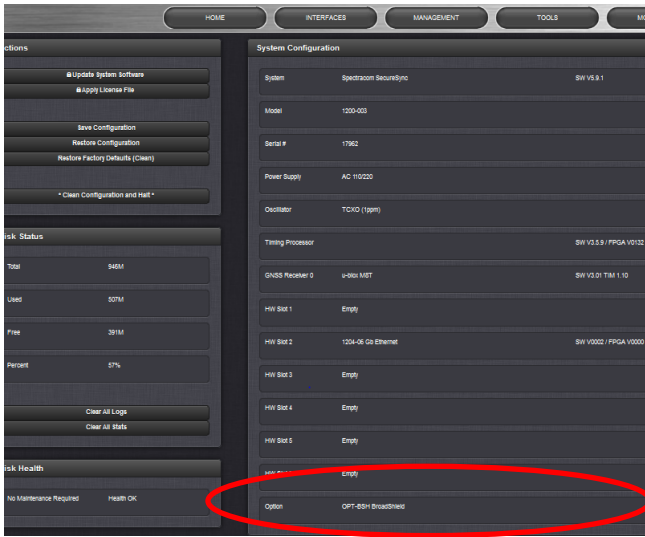 HOME INTERFACES MANAGEMENT TOOLS MO
ctions
Update System Software
Apply License File
Save Configuration
Restore Configuration
Restore Factory Defaults (Clean)
* Clean Configuration and Halt *
isk Status
Total 946M
Used 507M
Free 391M
Percent 57%
Clear All Logs
Clear All Stats
isk Health
No Maintenance Required Health OK
System Configuration
System Spectracom SecureSync SW V5.9.1
Model 1200-003
Serial # 17962
Power Supply AC 110/220
Oscillator TCXO (1ppm)
Timing Processor SW V3.5.9 / FPGA V0132
GNSS Receiver 0 u-blox M8T SW V3.01 TIM 1.10
HW Slot 1 Empty
HW Slot 2 1204-06 Gb Ethernet SW V0002 / FPGA V0000
HW Slot 3 Empty
HW Slot 4 Empty
HW Slot 5 Empty
HW Slot Empty
Option OPT-BSH BroadShield